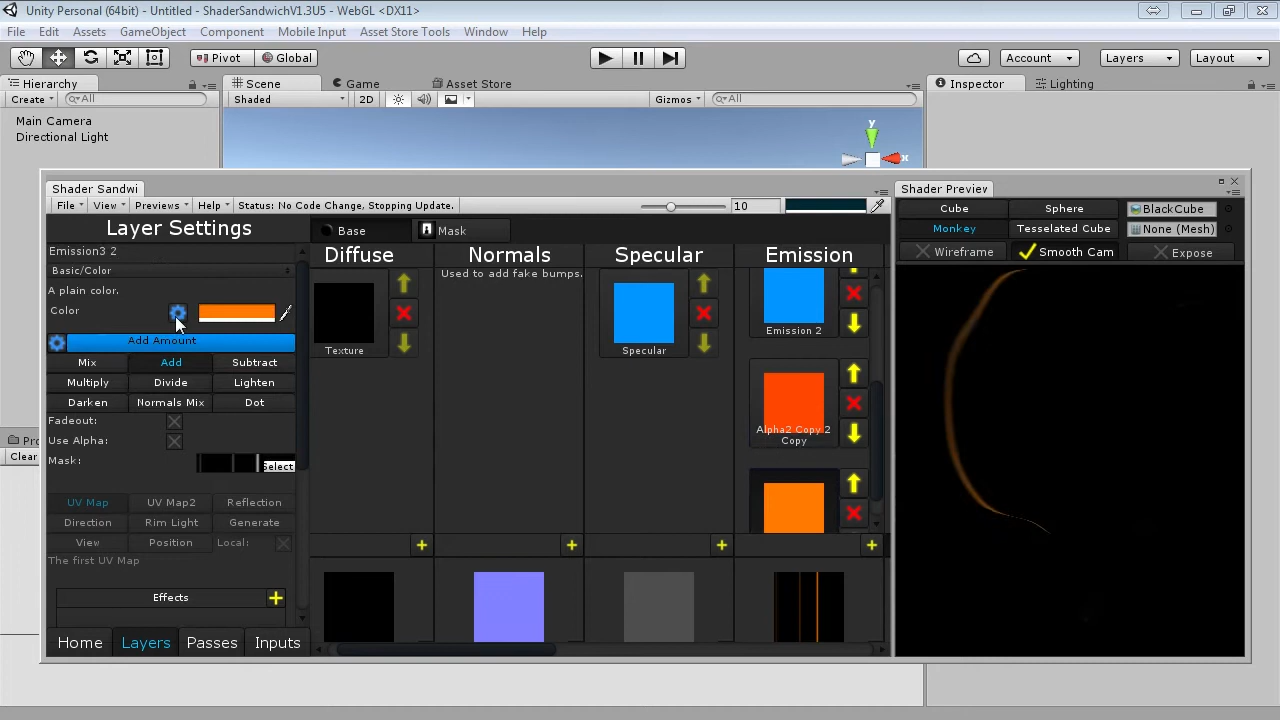 Unity Personal (64bit) - Untitled - ShaderSandwichV1.3U5 - WebGL <DX11>
File Edit Assets GameObject Component Mobile Input Asset Store Tools Window Help
Pivot Global Account Layers Layout
Hierarchy Scene Game Asset Store Inspector Lighting
Create All Shaded 2D Gizmos All
Main Camera
Directional Light
y
x
Shader Sandwi Shader Preview
File View Previews Help Status: No Code Change, Stopping Update. 10
Cube Sphere BlackCube
Monkey Tesselated Cube None (Mesh)
Wireframe Smooth Cam Expose
Layer Settings
Emission3 2
Basic/Color
A plain color.
Color
Add Amount
Mix Add Subtract
Multiply Divide Lighten
Darken Normals Mix Dot
Fadeout:
Use Alpha:
Mask: Select
UV Map UV Map2 Reflection
Direction Rim Light Generate
View Position Local:
The first UV Map
Effects
Home Layers Passes Inputs
Base Mask
Diffuse Normals Specular Emission
Used to add fake bumps.
Texture Specular Emission 2
Alpha2 Copy 2
Copy
Pro
Clear